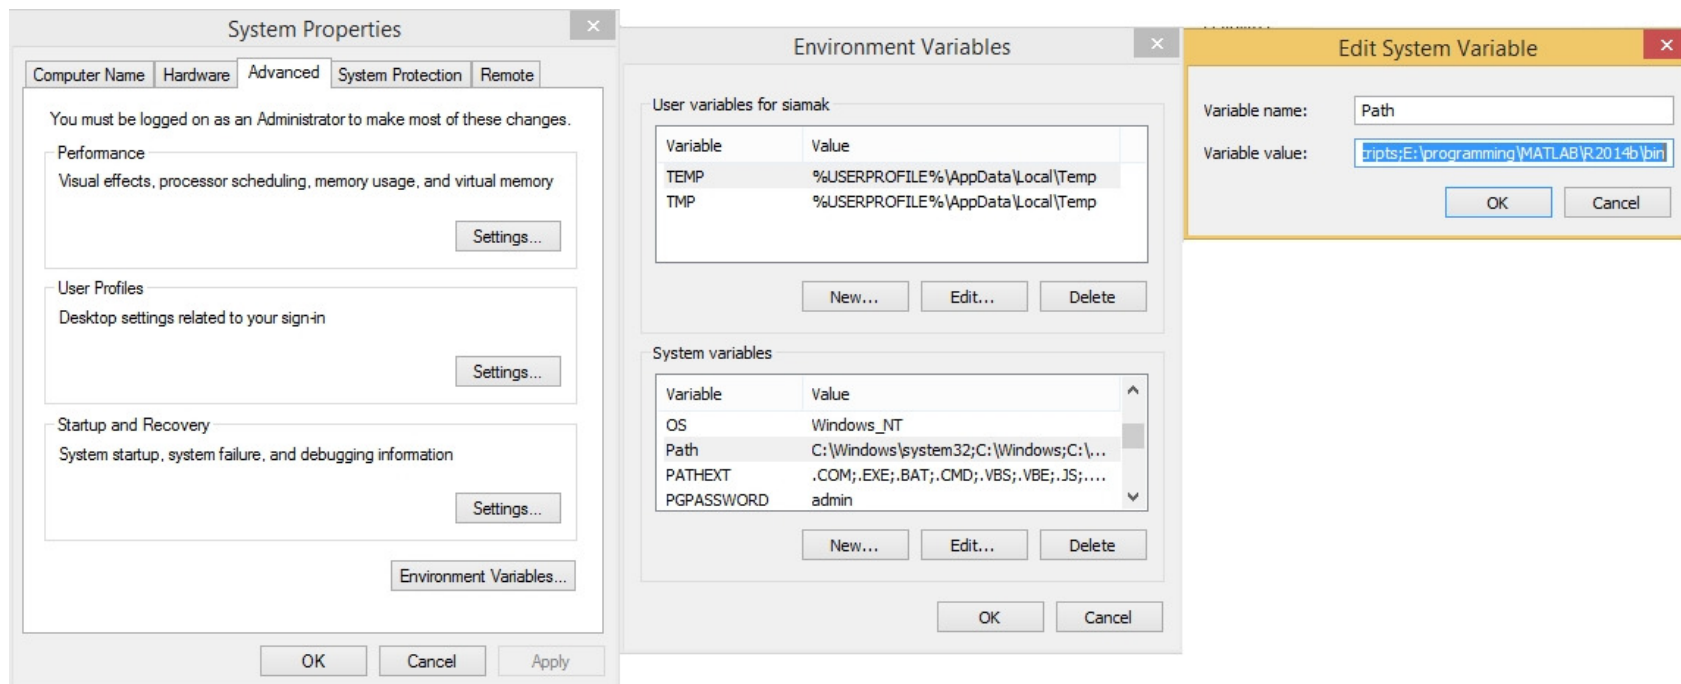 System Properties
Computer Name Hardware Advanced System Protection Remote
You must be logged on as an Administrator to make most of these changes.
Performance
Visual effects, processor scheduling, memory usage, and virtual memory
Settings...
User Profiles
Desktop settings related to your sign-in
Settings...
Startup and Recovery
System startup, system failure, and debugging information
Settings...
Environment Variables...
OK Cancel Apply
Environment Variables
User variables for siamak
Variable Value
TEMP %USERPROFILE%\AppData\Local\Temp
TMP %USERPROFILE%\AppData\Local\Temp
New... Edit... Delete
System variables
Variable Value
OS Windows_NT
Path C:\Windows\system32;C:\Windows;C:\...
PATHEXT .COM;.EXE;.BAT;.CMD;.VBS;.VBE;.JS;....
PGPASSWORD admin
New... Edit... Delete
OK Cancel
Edit System Variable
Variable name: Path
Variable value: cripts;E:\programming\MATLAB\R2014b\bin
OK Cancel